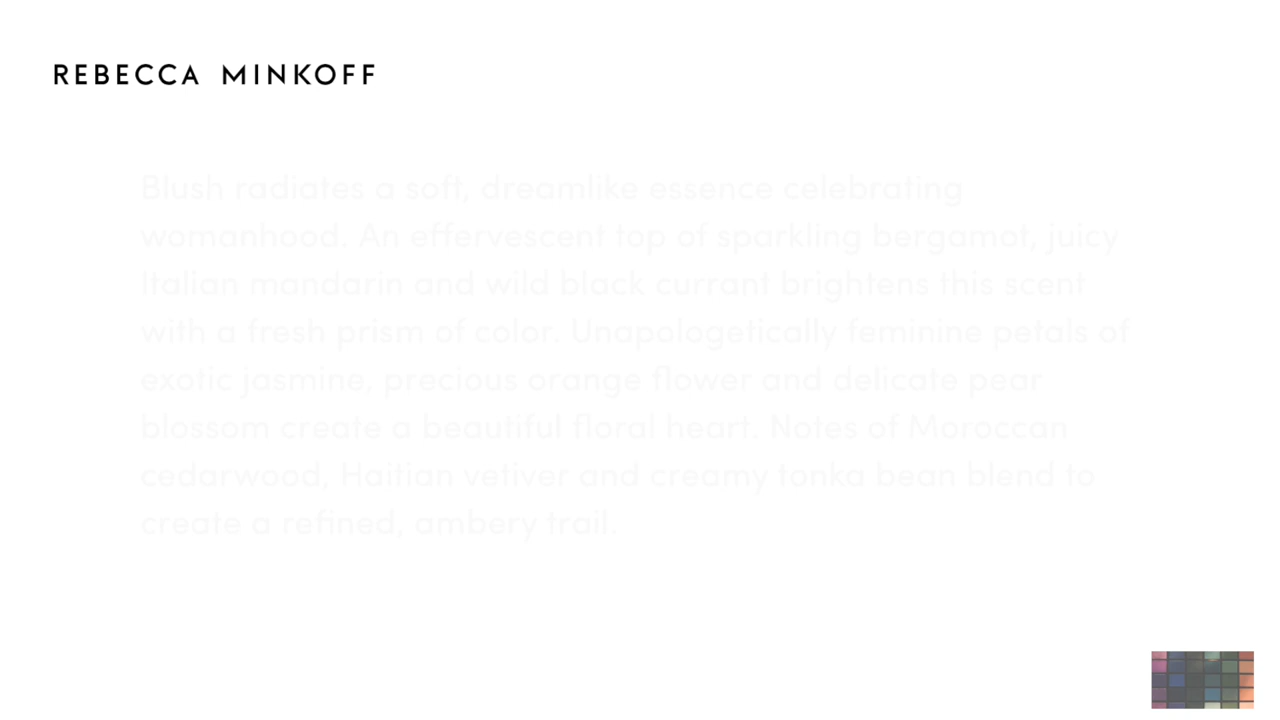 REBECCA MINKOFF
Blush radiates a soft, dreamlike essence celebrating
womanhood. An effervescent top of sparkling bergamot, juicy
Italian mandarin and wild black currant brightens this scent
with a fresh prism of color. Unapologetically feminine petals of
exotic jasmine, precious orange flower and delicate pear
blossom create a beautiful floral heart. Notes of Moroccan
cedarwood, Haitian vetiver and creamy tonka bean blend to
create a refined, ambery trail.